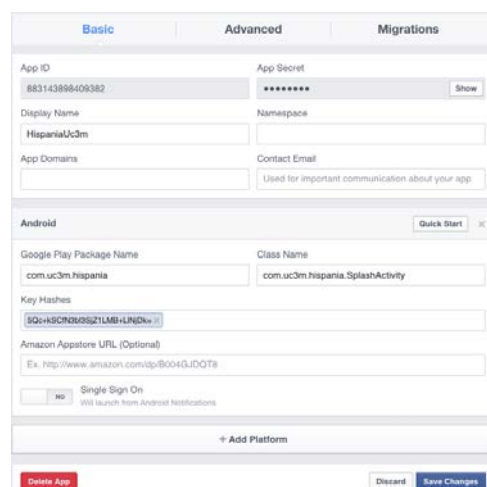 Basic Advanced Migrations
App ID App Secret
883143898409382 •••••••• Show
Display Name Namespace
HispaniaUc3m
App Domains Contact Email
Used for important communication about your app
Android Quick Start ×
Google Play Package Name Class Name
com.uc3m.hispania com.uc3m.hispania.SplashActivity
Key Hashes
Amazon Appstore URL (Optional)
Ex. http://www.amazon.com/dp/B004GJDQT8
NO Single Sign On
Will launch from Android Notifications
+ Add Platform
Delete App Discard Save Changes